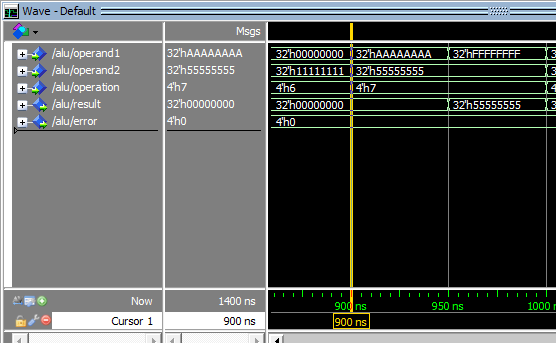 Wave - Default
Msgs
/alu/operand1 32'hAAAAAAAA 32'h00000000 32'hAAAAAAAA 32'hFFFFFFFF 3
/alu/operand2 32'h55555555 32'h11111111 32'h55555555 3
/alu/operation 4'h7 4'h6 4'h7 4
/alu/result 32'h00000000 32'h00000000 32'h55555555 3
/alu/error 4'h0 4'h0
Now 1400 ns 900 ns 950 ns 1000
Cursor 1 900 ns 900 ns